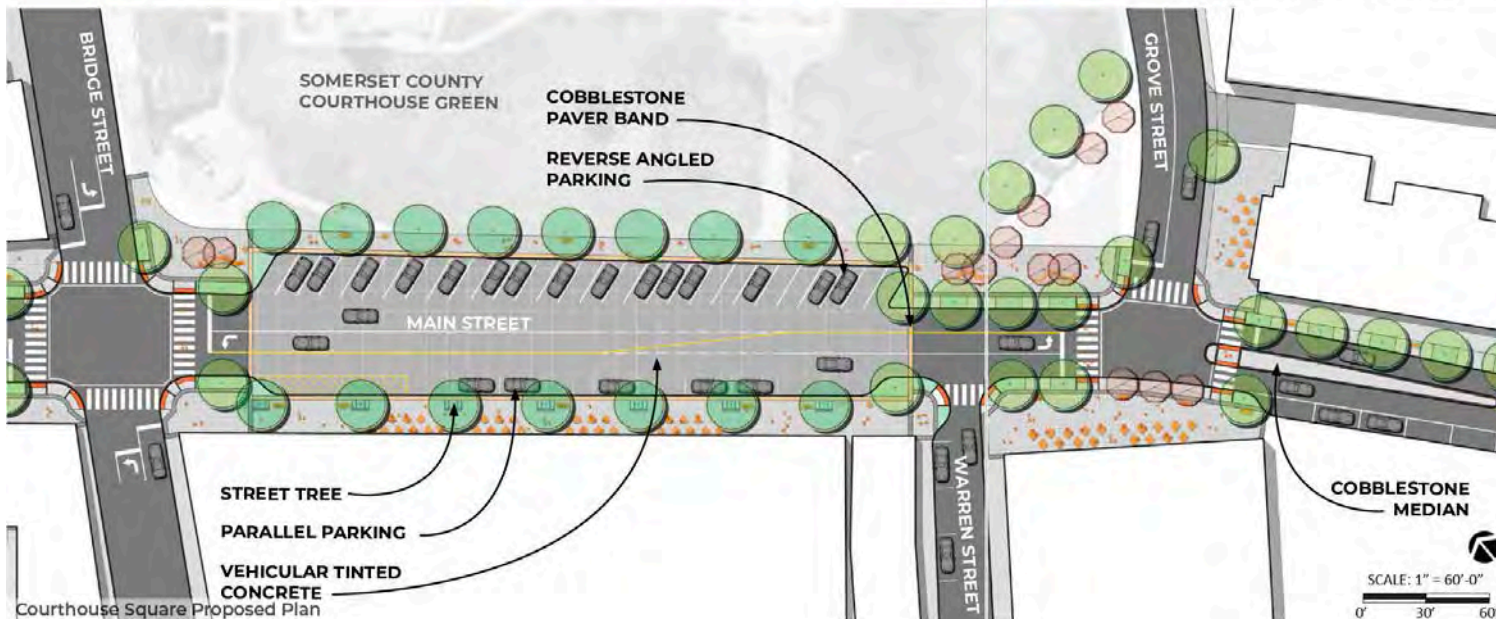 BRIDGE STREET
SOMERSET COUNTY
COURTHOUSE GREEN
COBBLESTONE
PAVER BAND
REVERSE ANGLED
PARKING
GROVE STREET
MAIN STREET
STREET TREE
PARALLEL PARKING
VEHICULAR TINTED
CONCRETE
WARREN STREET
COBBLESTONE
MEDIAN
SCALE: 1" = 60'-0"
0' 30' 60'
Courthouse Square Proposed Plan